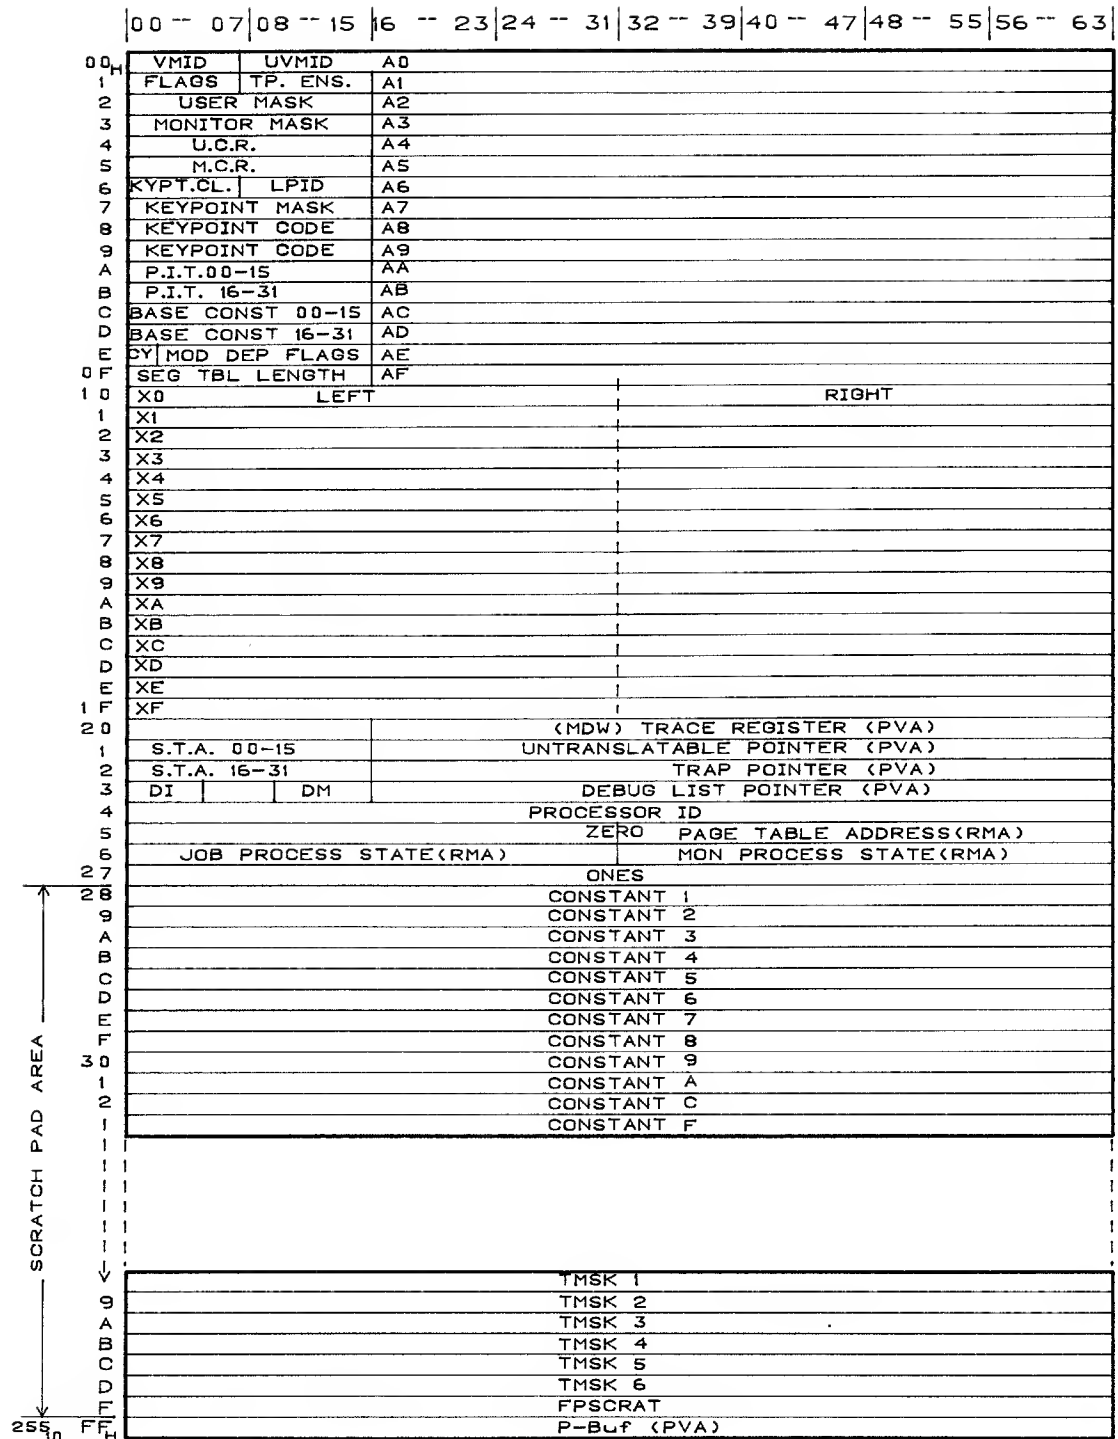 00 -- 07|08 -- 15|16 -- 23|24 -- 31|32 -- 39|40 -- 47|48 -- 55|56 -- 63|
00H VMID UVMID A0
1 FLAGS TP. ENS. A1
2 USER MASK A2
3 MONITOR MASK A3
4 U.C.R. A4
5 M.C.R. A5
6 KYPT.CL. LPID A6
7 KEYPOINT MASK A7
8 KEYPOINT CODE A8
9 KEYPOINT CODE A9
A P.I.T.00-15 AA
B P.I.T. 16-31 AB
C BASE CONST 00-15 AC
D BASE CONST 16-31 AD
E CY MOD DEP FLAGS AE
0F SEG TBL LENGTH AF
10 X0 LEFT RIGHT
1 X1
2 X2
3 X3
4 X4
5 X5
6 X6
7 X7
8 X8
9 X9
A XA
B XB
C XC
D XD
E XE
1F XF
20 (MDW) TRACE REGISTER (PVA)
1 S.T.A. 00-15 UNTRANSLATABLE POINTER (PVA)
2 S.T.A. 16-31 TRAP POINTER (PVA)
3 DI DM DEBUG LIST POINTER (PVA)
4 PROCESSOR ID
5 ZERO PAGE TABLE ADDRESS(RMA)
6 JOB PROCESS STATE(RMA) MON PROCESS STATE(RMA)
27 ONES
28 CONSTANT 1
9 CONSTANT 2
A CONSTANT 3
B CONSTANT 4
C CONSTANT 5
D CONSTANT 6
E CONSTANT 7
F CONSTANT 8
30 CONSTANT 9
1 CONSTANT A
2 CONSTANT C
CONSTANT F
SCRATCH PAD AREA
TMSK 1
9 TMSK 2
A TMSK 3
B TMSK 4
C TMSK 5
D TMSK 6
F FPSCRAT
255₁₀ FFH P-Buf (PVA)